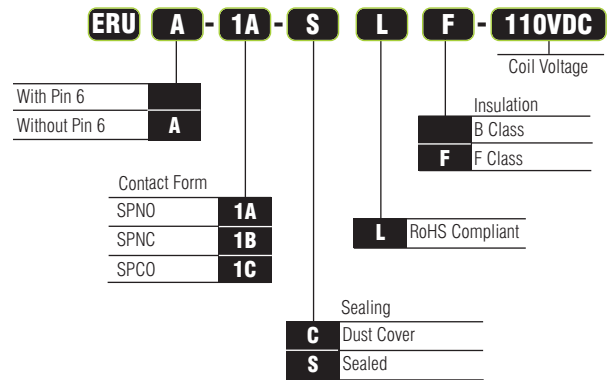 ERU A - 1A - S L F - 110VDC
Coil Voltage
With Pin 6
Without Pin 6 A
Insulation
B Class
F F Class
Contact Form
SPNO 1A
SPNC 1B
SPCO 1C
L RoHS Compliant
Sealing
C Dust Cover
S Sealed